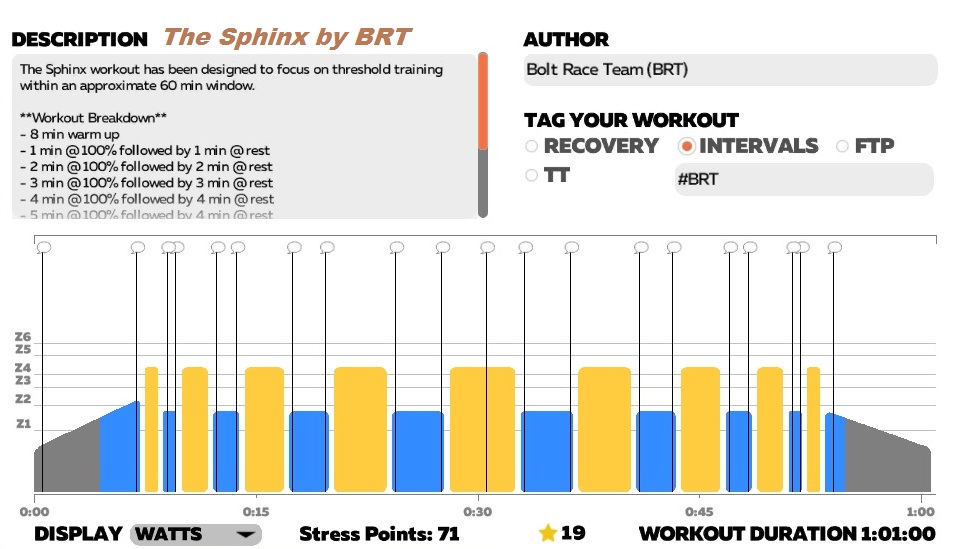 DESCRIPTION The Sphinx by BRT
The Sphinx workout has been designed to focus on threshold training
within an approximate 60 min window.
**Workout Breakdown**
- 8 min warm up
- 1 min @100% followed by 1 min @ rest
- 2 min @100% followed by 2 min @ rest
- 3 min @100% followed by 3 min @ rest
- 4 min @100% followed by 4 min @ rest
- 5 min @100% followed by 4 min @ rest
AUTHOR
Bolt Race Team (BRT)
TAG YOUR WORKOUT
RECOVERY INTERVALS FTP
TT #BRT
Z6
Z5
Z4
Z3
Z2
Z1
0:00 0:15 0:30 0:45 1:00
DISPLAY WATTS Stress Points: 71 19 WORKOUT DURATION 1:01:00